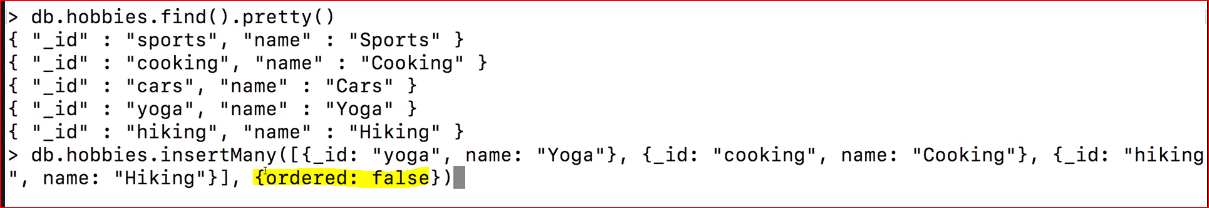 > db.hobbies.find().pretty()
{ "_id" : "sports", "name" : "Sports" }
{ "_id" : "cooking", "name" : "Cooking" }
{ "_id" : "cars", "name" : "Cars" }
{ "_id" : "yoga", "name" : "Yoga" }
{ "_id" : "hiking", "name" : "Hiking" }
> db.hobbies.insertMany([{_id: "yoga", name: "Yoga"}, {_id: "cooking", name: "Cooking"}, {_id: "hiking
", name: "Hiking"}], {ordered: false})